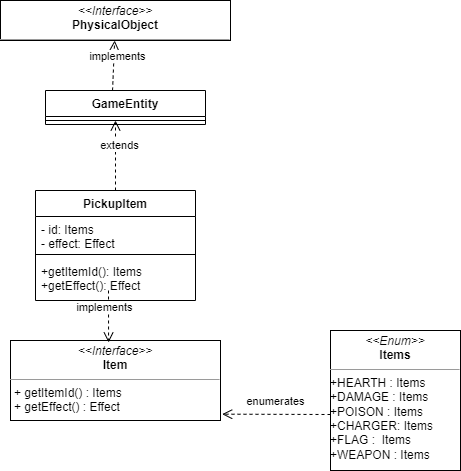 <<Interface>>
PhysicalObject
implements
GameEntity
extends
PickupItem
- id: Items
- effect: Effect
+getItemId(): Items
+getEffect(): Effect
implements
<<Interface>>
Item
+ getItemId() : Items
+ getEffect() : Effect
enumerates
<<Enum>>
Items
+HEARTH : Items
+DAMAGE : Items
+POISON : Items
+CHARGER: Items
+FLAG :  Items
+WEAPON : Items